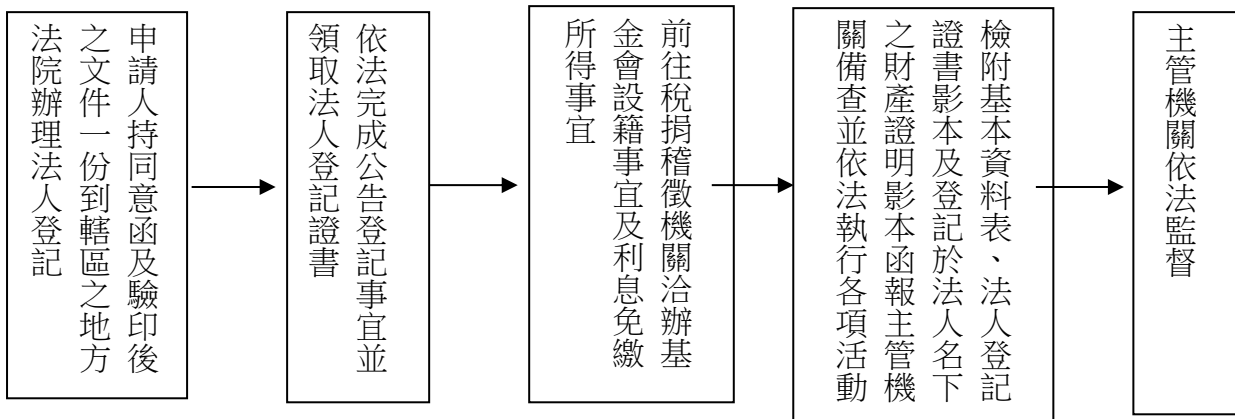 申請人持同意函及驗印後
之文件一份到轄區之地方
法院辦理法人登記
依法完成公告登記事宜並
領取法人登記證書
前往稅捐稽徵機關洽辦基
金會設籍事宜及利息免繳
所得事宜
檢附基本資料表、法人登記
證書影本及登記於法人名下
之財產證明影本函報主管機
關備查並依法執行各項活動
主管機關依法監督